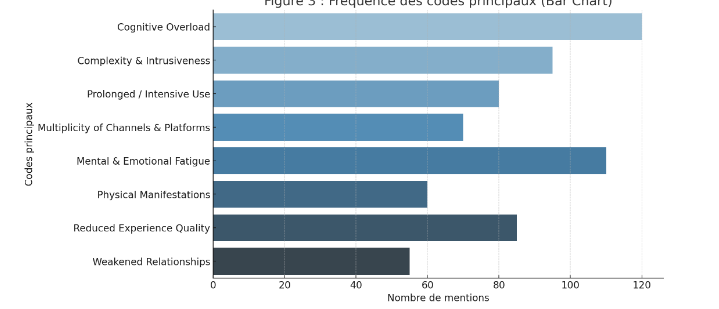 Figure 3 : Fréquence des codes principaux (Bar Chart)
Codes principaux
Cognitive Overload
Complexity & Intrusiveness
Prolonged / Intensive Use
Multiplicity of Channels & Platforms
Mental & Emotional Fatigue
Physical Manifestations
Reduced Experience Quality
Weakened Relationships
0 20 40 60 80 100 120
Nombre de mentions